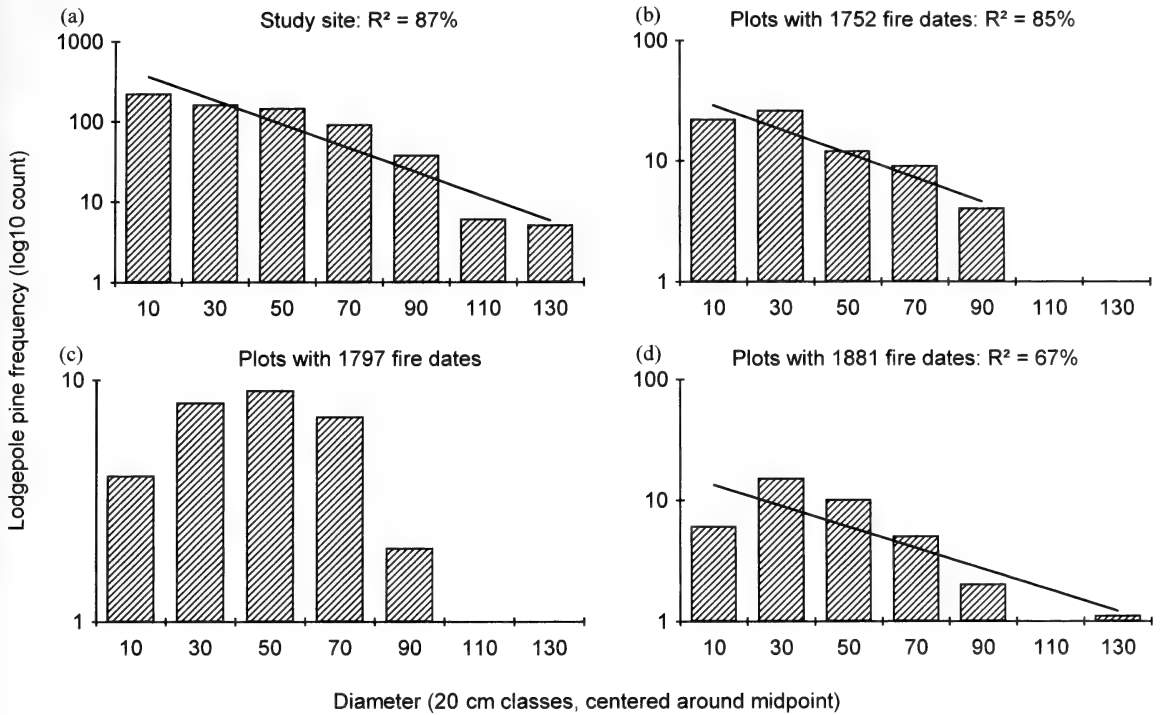 (a)
Study site: R² = 87%
1000
100
10
1
10 30 50 70 90 110 130
(b)
Plots with 1752 fire dates: R² = 85%
100
10
1
10 30 50 70 90 110 130
Lodgepole pine frequency (log10 count)
(c)
Plots with 1797 fire dates
10
1
10 30 50 70 90 110 130
(d)
Plots with 1881 fire dates: R² = 67%
100
10
1
10 30 50 70 90 110 130
Diameter (20 cm classes, centered around midpoint)